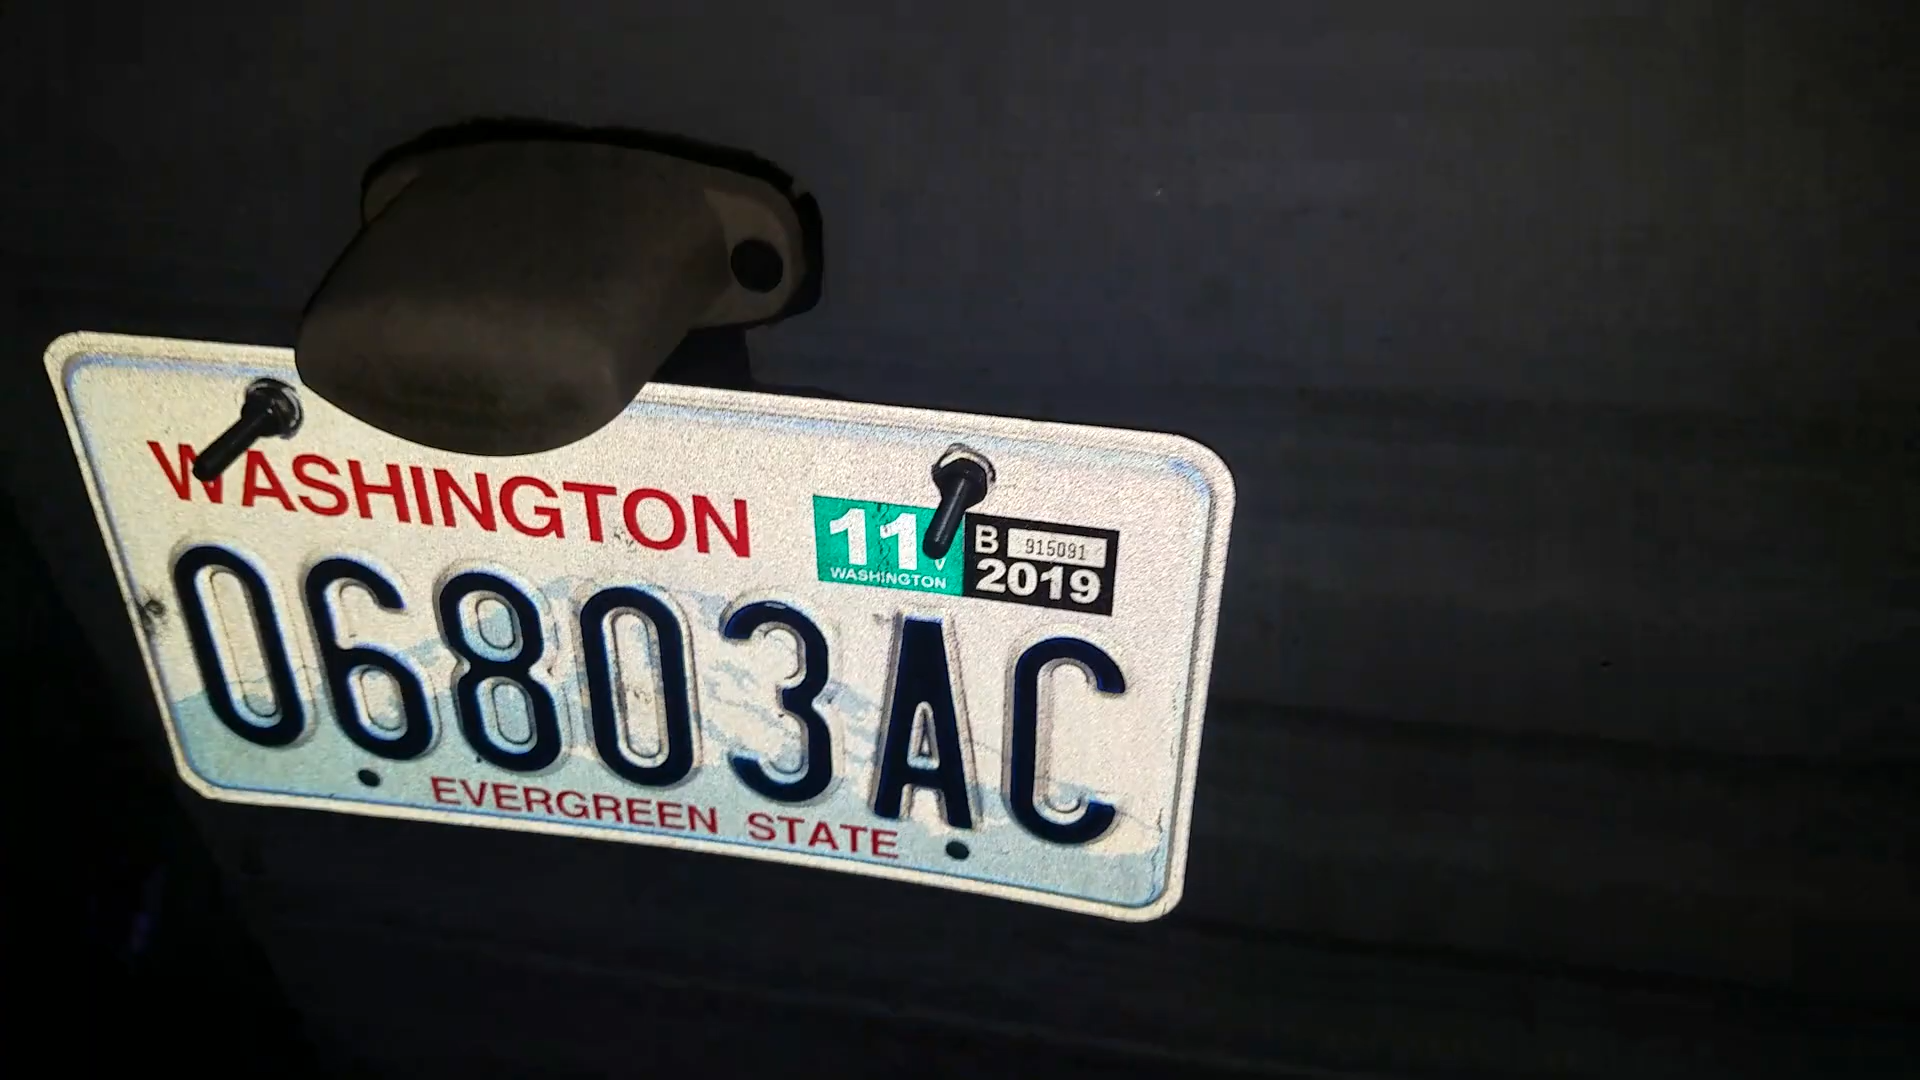 WASHINGTON
11 V
WASHINGTON
B 915091
2019
06803AC
EVERGREEN STATE